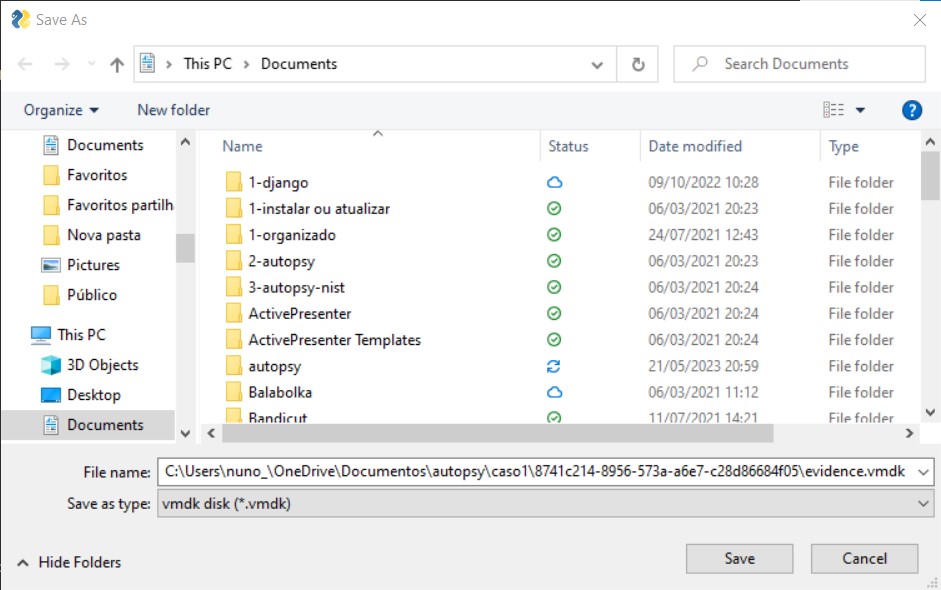 Save As
This PC > Documents
Search Documents
Organize New folder
Name Status Date modified Type
Documents
Favoritos
Favoritos partilh
Nova pasta
Pictures
Público
This PC
3D Objects
Desktop
Documents
1-django 09/10/2022 10:28 File folder
1-instalar ou atualizar 06/03/2021 20:23 File folder
1-organizado 24/07/2021 12:43 File folder
2-autopsy 06/03/2021 20:23 File folder
3-autopsy-nist 06/03/2021 20:24 File folder
ActivePresenter 06/03/2021 20:24 File folder
ActivePresenter Templates 06/03/2021 20:24 File folder
autopsy 21/05/2023 20:59 File folder
Balabolka 06/03/2021 11:12 File folder
Bandicut 11/07/2021 14:21 File folder
File name: C:\Users\nuno_\OneDrive\Documentos\autopsy\caso1\8741c214-8956-573a-a6e7-c28d86684f05\evidence.vmdk
Save as type: vmdk disk (*.vmdk)
Hide Folders
Save Cancel